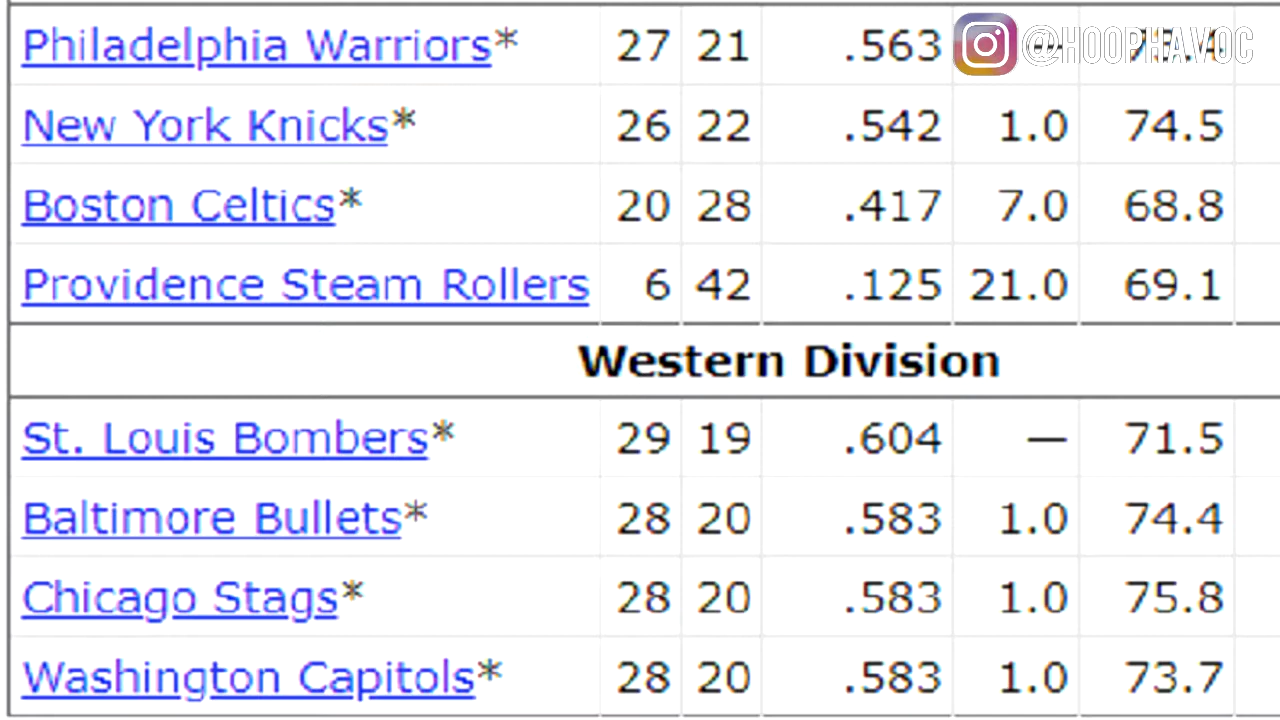 Philadelphia Warriors* 27 21 .563 @HOOPHAVOC
New York Knicks* 26 22 .542 1.0 74.5
Boston Celtics* 20 28 .417 7.0 68.8
Providence Steam Rollers 6 42 .125 21.0 69.1
Western Division
St. Louis Bombers* 29 19 .604 — 71.5
Baltimore Bullets* 28 20 .583 1.0 74.4
Chicago Stags* 28 20 .583 1.0 75.8
Washington Capitols* 28 20 .583 1.0 73.7